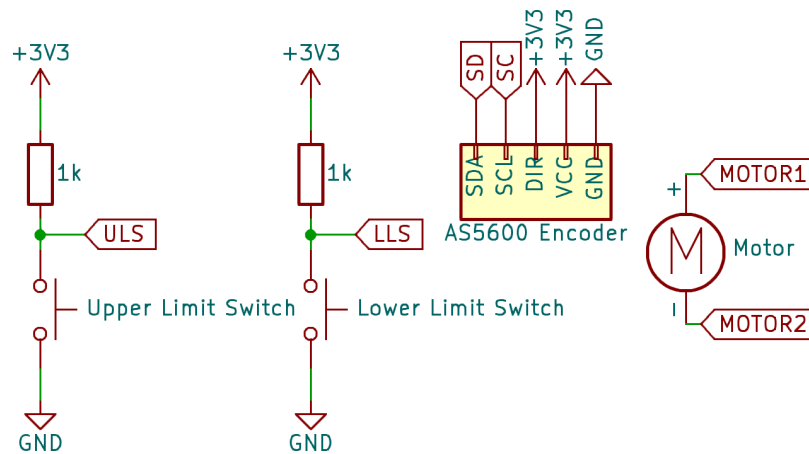 +3V3
1k
ULS
Upper Limit Switch
GND
+3V3
1k
LLS
Lower Limit Switch
GND
SD
SC
+3V3
+3V3
GND
SDA
SCL
DIR
VCC
GND
AS5600 Encoder
MOTOR1
+
M
Motor
-
MOTOR2